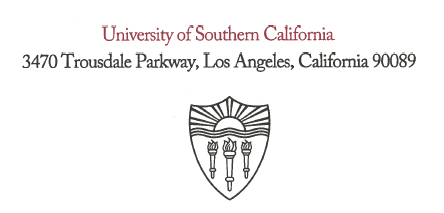 University of Southern California
3470 Trousdale Parkway, Los Angeles, California 90089